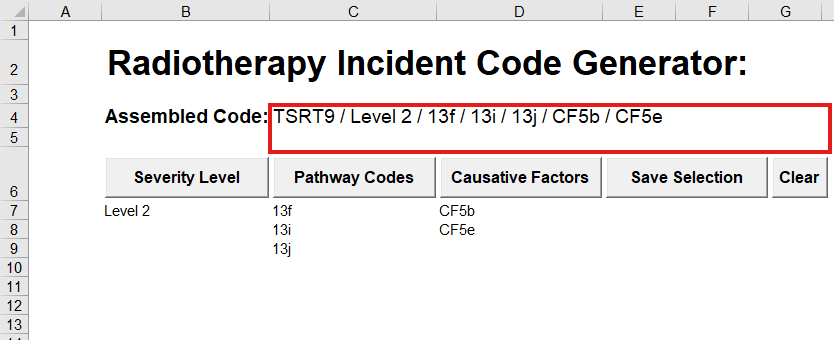 A B C D E F G
1
2 Radiotherapy Incident Code Generator:
3
4 Assembled Code: TSRT9 / Level 2 / 13f / 13i / 13j / CF5b / CF5e
5
6 Severity Level Pathway Codes Causative Factors Save Selection Clear
7 Level 2 13f CF5b
8 13i CF5e
9 13j
10
11
12
13